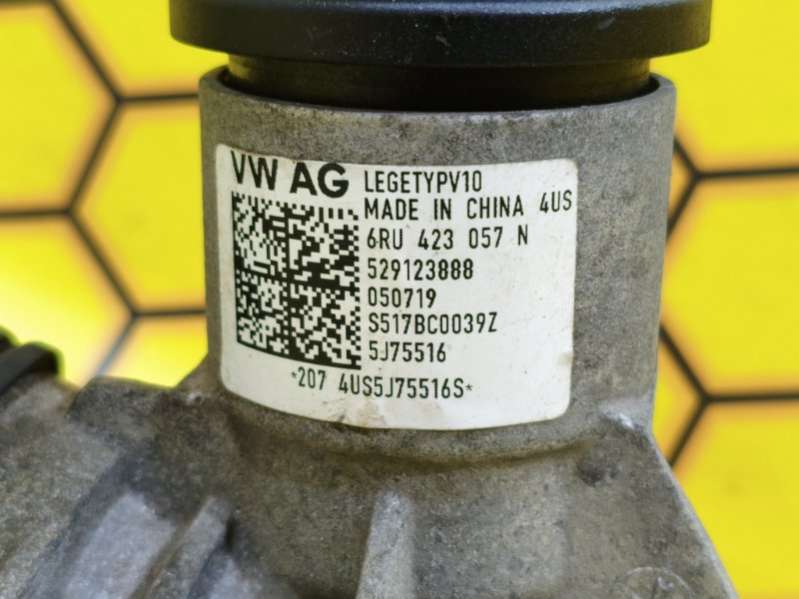 VW AG LEGETYPV10
MADE IN CHINA 4US
6RU 423 057 N
529123888
050719
S517BC0039Z
5J75516
*207 4US5J75516S*